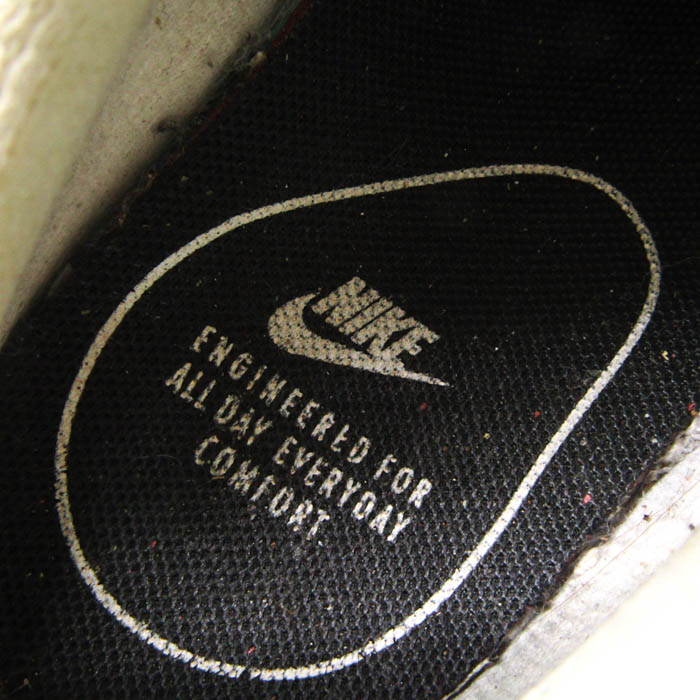 NIKE
ENGINEERED FOR
ALL DAY EVERYDAY
COMFORT.